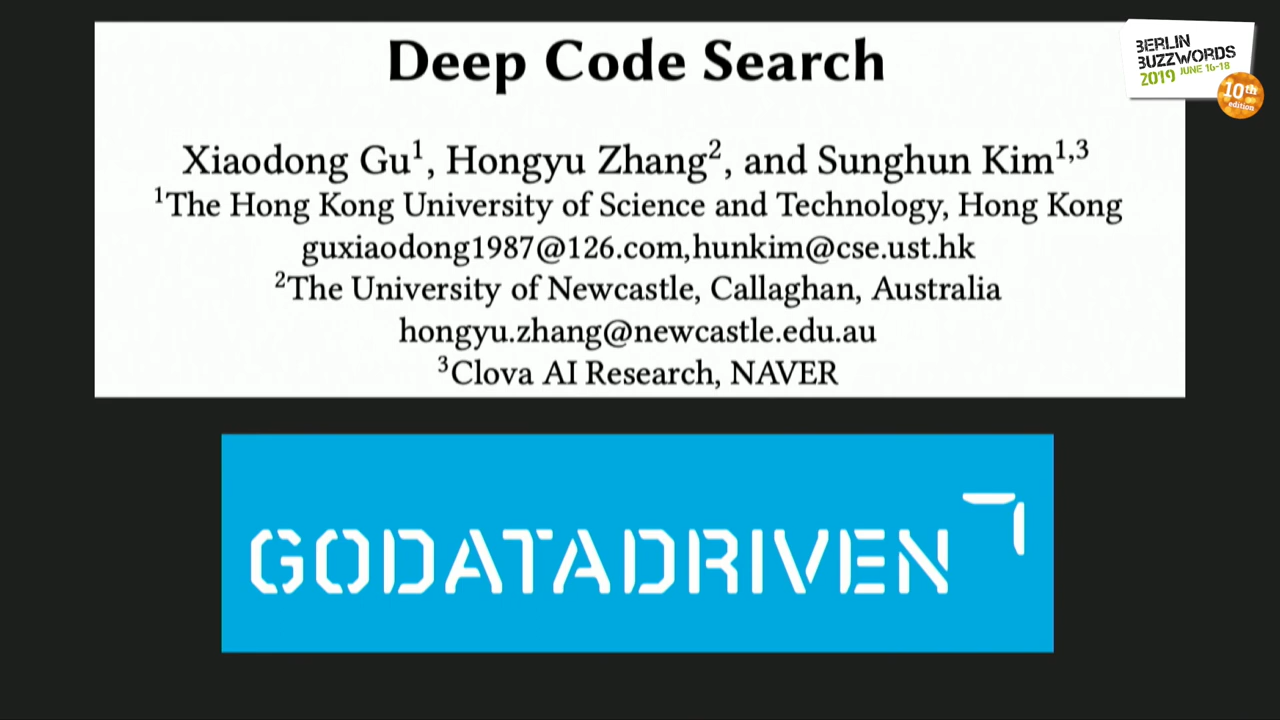 Deep Code Search
BERLIN
BUZZWORDS
2019 JUNE 16-18
10th
edition
Xiaodong Gu1, Hongyu Zhang2, and Sunghun Kim1,3
1The Hong Kong University of Science and Technology, Hong Kong
guxiaodong1987@126.com,hunkim@cse.ust.hk
2The University of Newcastle, Callaghan, Australia
hongyu.zhang@newcastle.edu.au
3Clova AI Research, NAVER
GODATADRIVEN